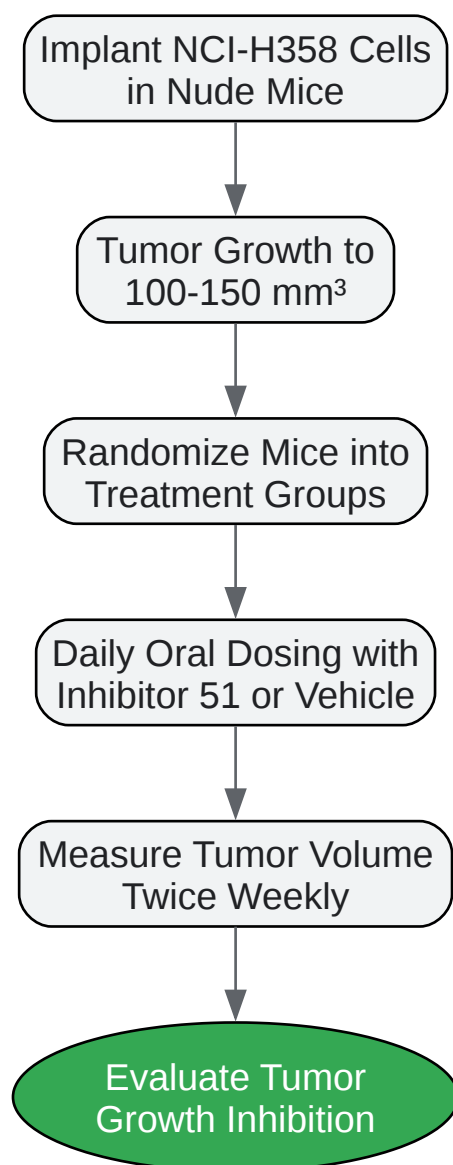 Implant NCI-H358 Cells
in Nude Mice
Tumor Growth to
100-150 mm³
Randomize Mice into
Treatment Groups
Daily Oral Dosing with
Inhibitor 51 or Vehicle
Measure Tumor Volume
Twice Weekly
Evaluate Tumor
Growth Inhibition